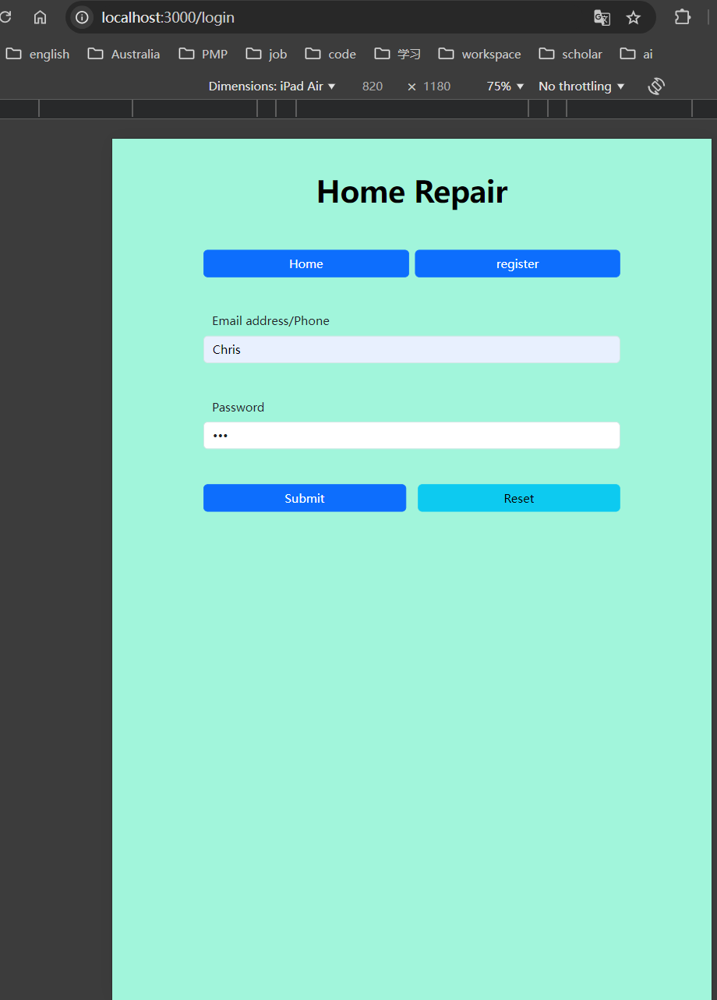 localhost:3000/login
english Australia PMP job code 学习 workspace scholar ai
Dimensions: iPad Air ▼ 820 × 1180 75% ▼ No throttling ▼
Home Repair
Home register
Email address/Phone
Chris
Password
•••
Submit Reset